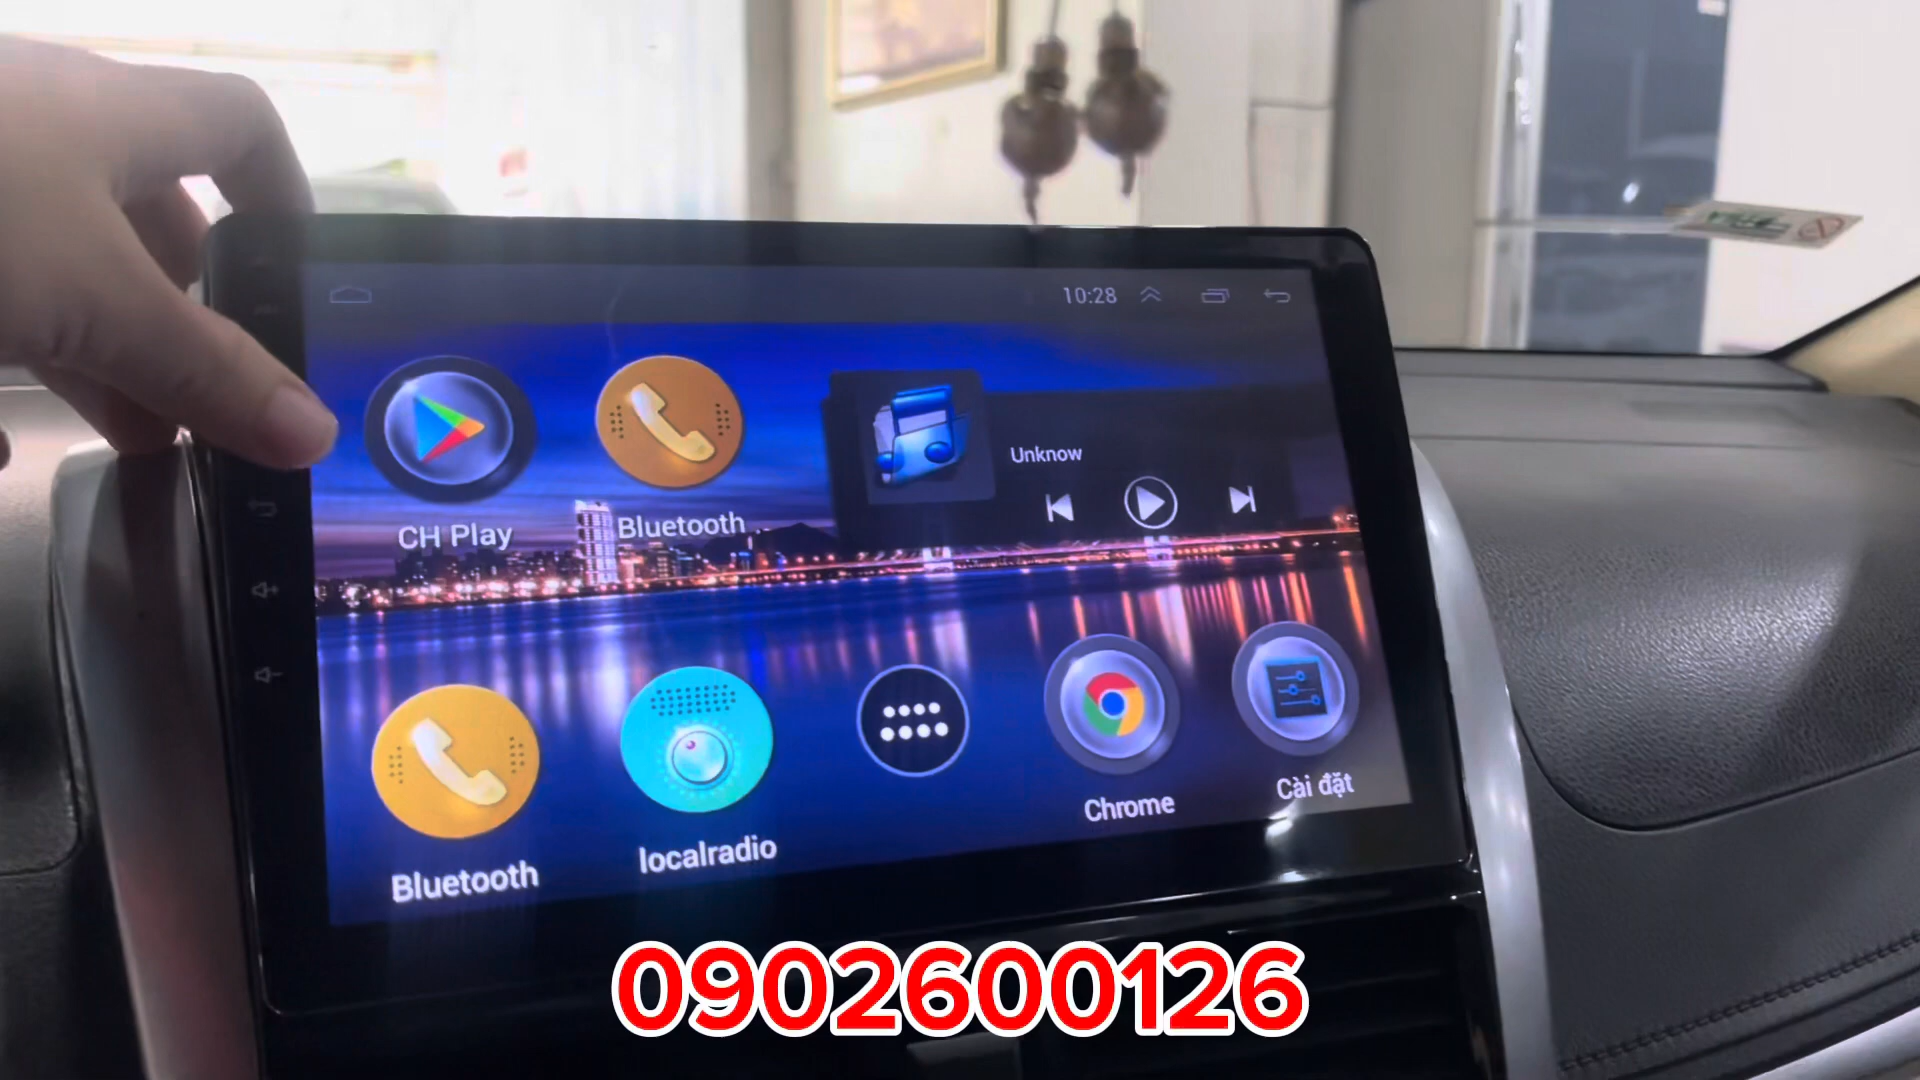 10:28
Unknow
CH Play
Bluetooth
Bluetooth
localradio
Chrome
Cài đặt
0902600126